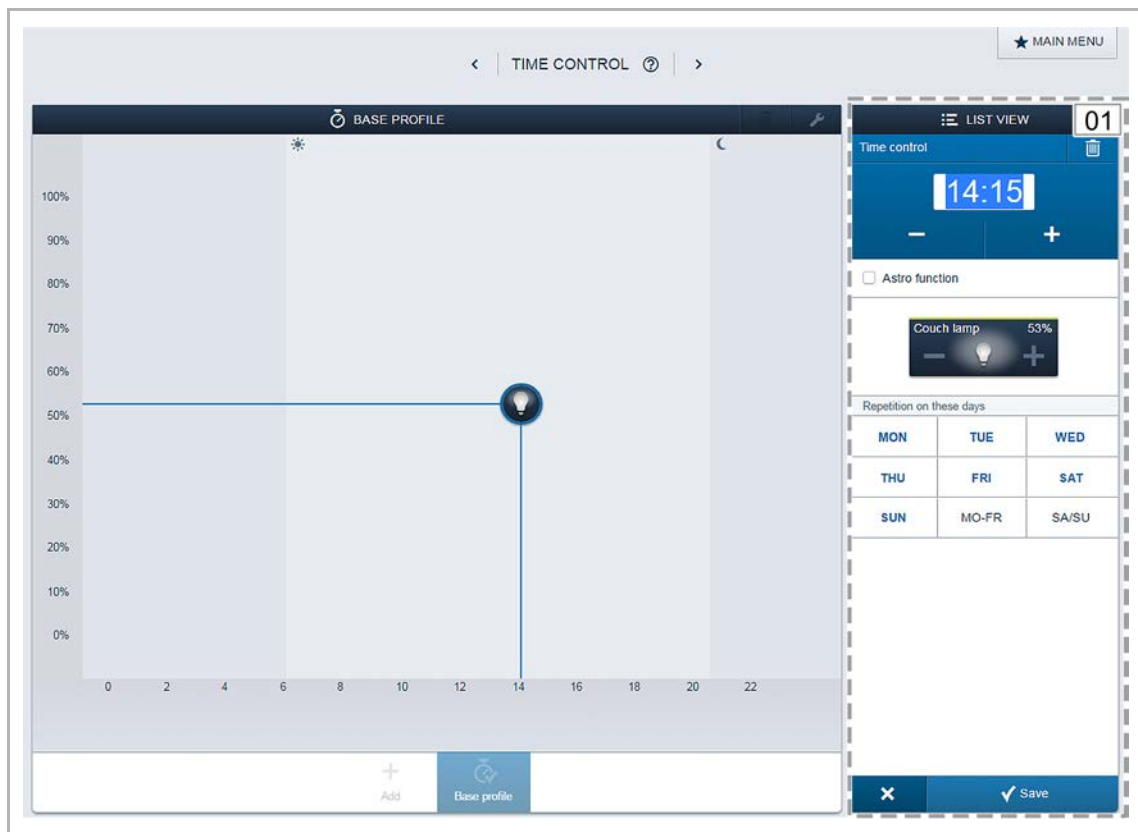 MAIN MENU
TIME CONTROL ?
BASE PROFILE
100%
90%
80%
70%
60%
50%
40%
30%
20%
10%
0%
0 2 4 6 8 10 12 14 16 18 20 22
Add
Base profile
LIST VIEW
01
Time control
14:15
− +
Astro function
Couch lamp 53%
− +
Repetition on these days
MON TUE WED
THU FRI SAT
SUN MO-FR SA/SU
Save